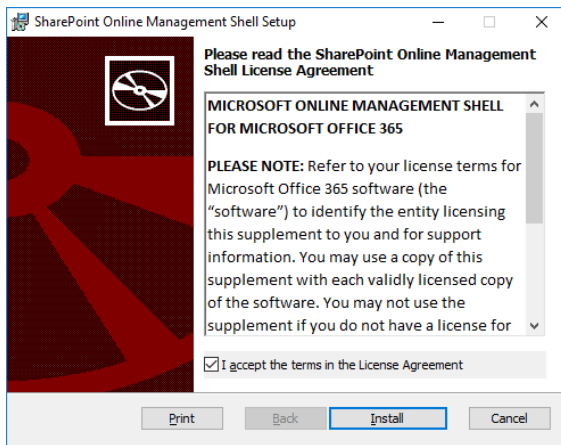 SharePoint Online Management Shell Setup
Please read the SharePoint Online Management
Shell License Agreement
MICROSOFT ONLINE MANAGEMENT SHELL
FOR MICROSOFT OFFICE 365
PLEASE NOTE: Refer to your license terms for
Microsoft Office 365 software (the
“software”) to identify the entity licensing
this supplement to you and for support
information. You may use a copy of this
supplement with each validly licensed copy
of the software. You may not use the
supplement if you do not have a license for
I accept the terms in the License Agreement
Print Back Install Cancel